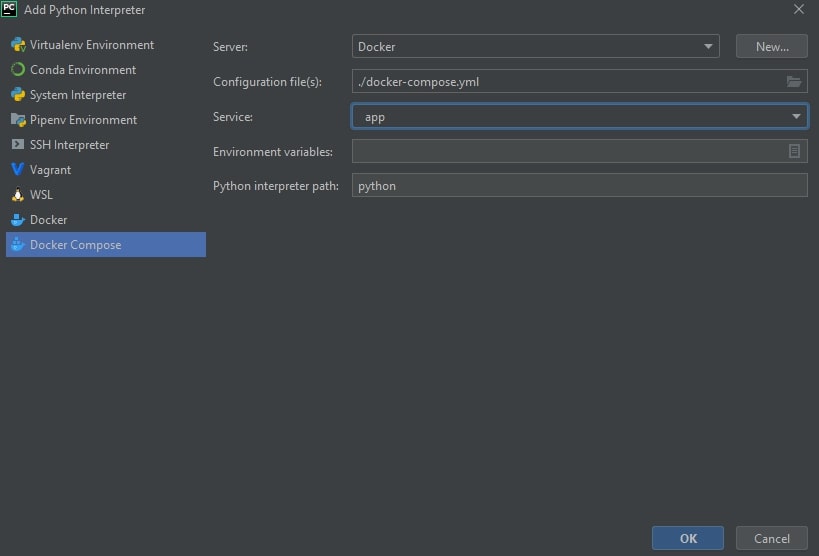 PC Add Python Interpreter
Virtualenv Environment
Conda Environment
System Interpreter
Pipenv Environment
SSH Interpreter
Vagrant
WSL
Docker
Docker Compose
Server: Docker New...
Configuration file(s): ./docker-compose.yml
Service: app
Environment variables:
Python interpreter path: python
OK Cancel